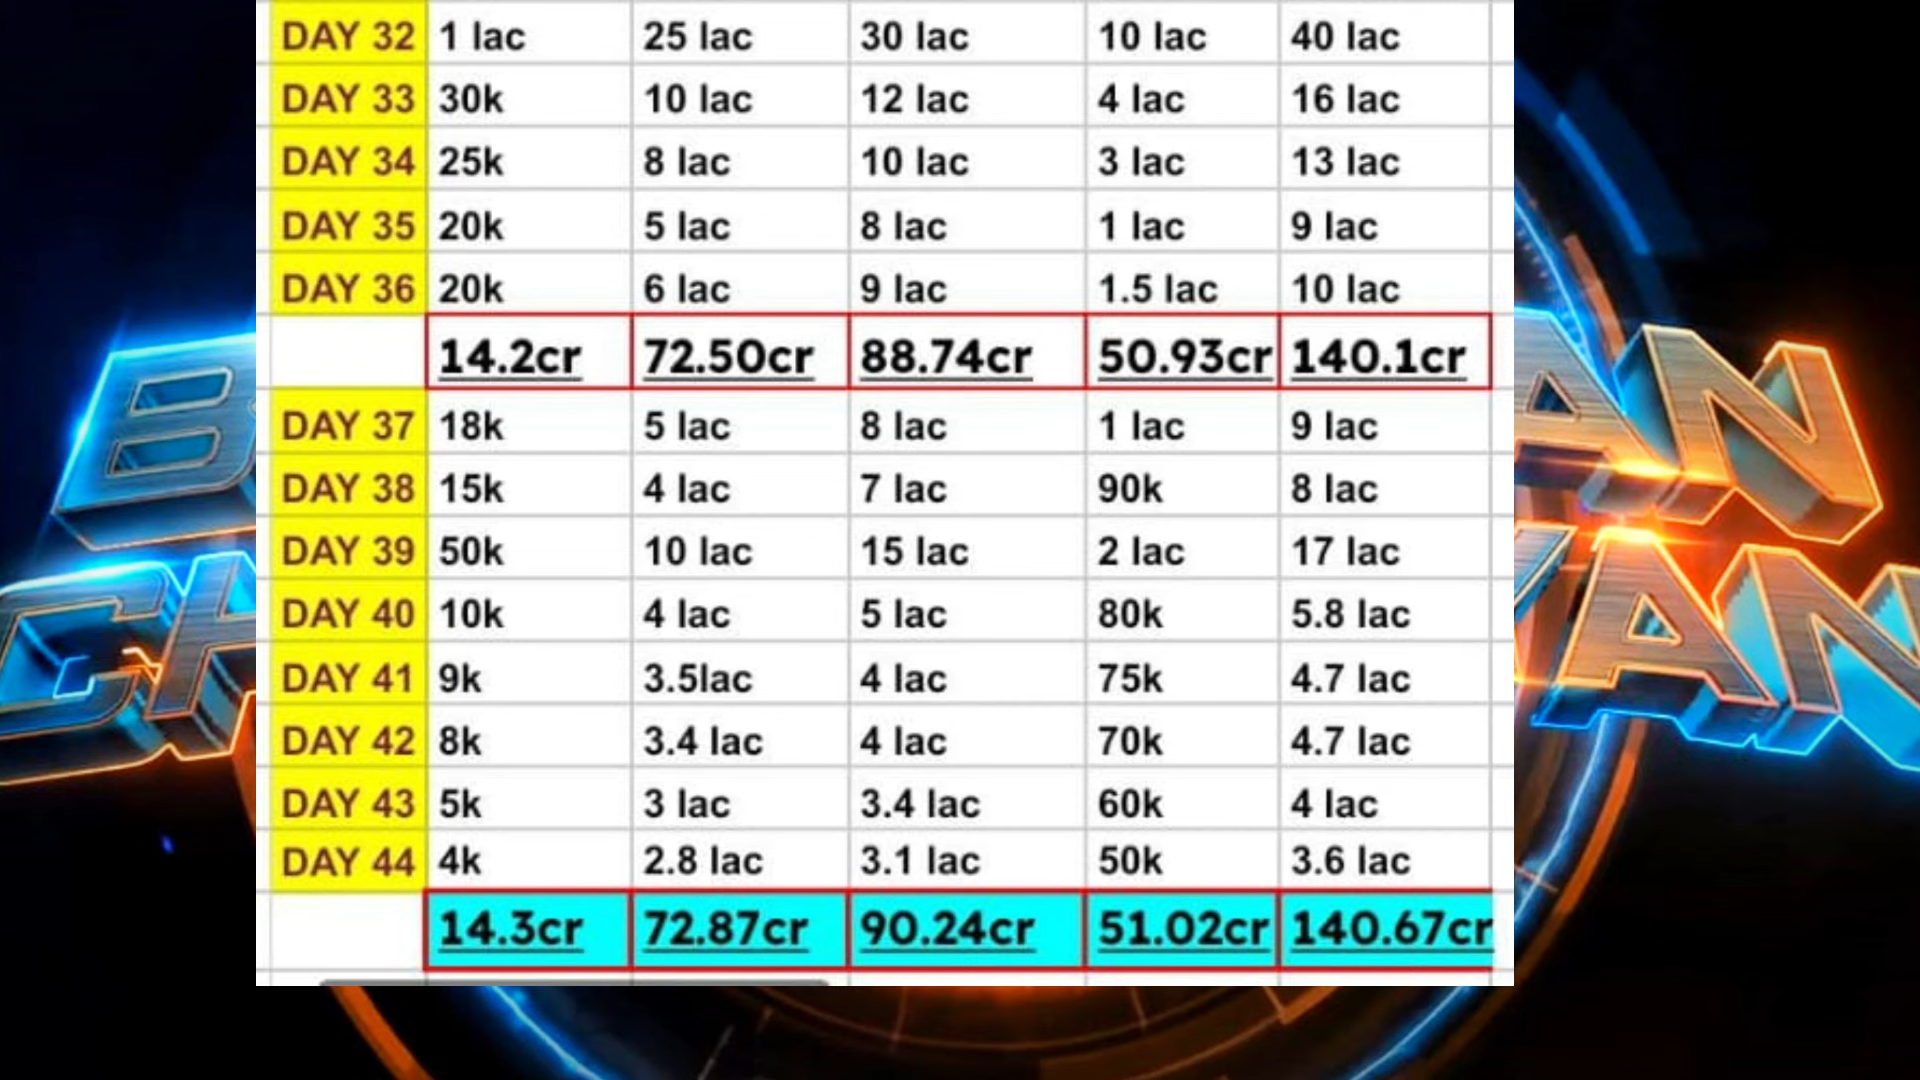 DAY 32 1 lac 25 lac 30 lac 10 lac 40 lac
DAY 33 30k 10 lac 12 lac 4 lac 16 lac
DAY 34 25k 8 lac 10 lac 3 lac 13 lac
DAY 35 20k 5 lac 8 lac 1 lac 9 lac
DAY 36 20k 6 lac 9 lac 1.5 lac 10 lac
14.2cr 72.50cr 88.74cr 50.93cr 140.1cr
DAY 37 18k 5 lac 8 lac 1 lac 9 lac
DAY 38 15k 4 lac 7 lac 90k 8 lac
DAY 39 50k 10 lac 15 lac 2 lac 17 lac
DAY 40 10k 4 lac 5 lac 80k 5.8 lac
DAY 41 9k 3.5lac 4 lac 75k 4.7 lac
DAY 42 8k 3.4 lac 4 lac 70k 4.7 lac
DAY 43 5k 3 lac 3.4 lac 60k 4 lac
DAY 44 4k 2.8 lac 3.1 lac 50k 3.6 lac
14.3cr 72.87cr 90.24cr 51.02cr 140.67cr